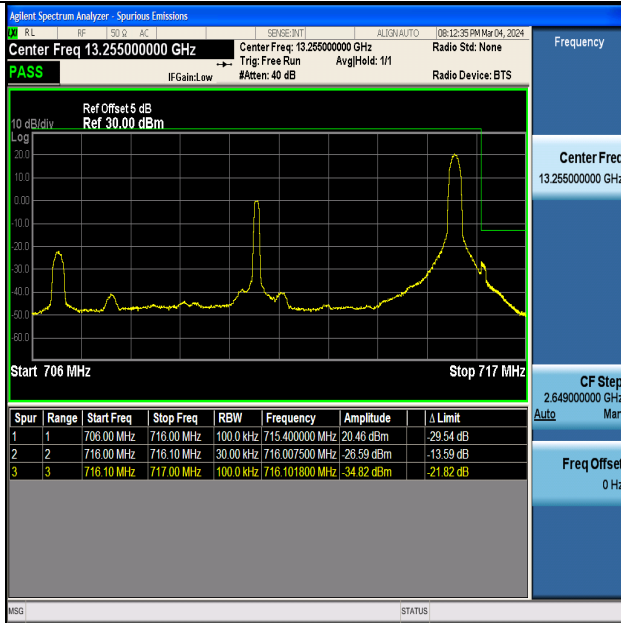 Agilent Spectrum Analyzer - Spurious Emissions
RL RF 50 Ω AC SENSE:INT ALIGN AUTO 08:12:35 PM Mar 04, 2024
Center Freq 13.255000000 GHz
Center Freq: 13.255000000 GHz Radio Std: None
Trig: Free Run Avg|Hold: 1/1
PASS IFGain:Low #Atten: 40 dB Radio Device: BTS
Frequency
Ref Offset 5 dB
10 dB/div Ref 30.00 dBm
Log
20.0
10.0
0.00
-10.0
-20.0
-30.0
-40.0
-50.0
-60.0
Start 706 MHz Stop 717 MHz
Spur Range Start Freq Stop Freq RBW Frequency Amplitude Δ Limit
1 1 706.00 MHz 716.00 MHz 100.0 kHz 715.400000 MHz 20.46 dBm -29.54 dB
2 2 716.00 MHz 716.10 MHz 30.00 kHz 716.007500 MHz -26.59 dBm -13.59 dB
3 3 716.10 MHz 717.00 MHz 100.0 kHz 716.101800 MHz -34.82 dBm -21.82 dB
Center Freq
13.255000000 GHz
CF Step
2.649000000 GHz
Auto Man
Freq Offset
0 Hz
MSG STATUS